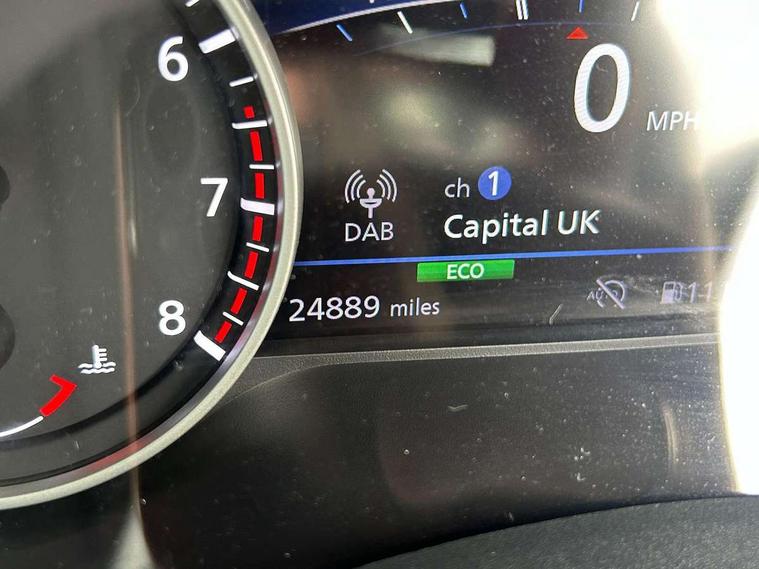 6
7
8
0 MPH
ch 1
DAB
Capital UK
ECO
24889 miles